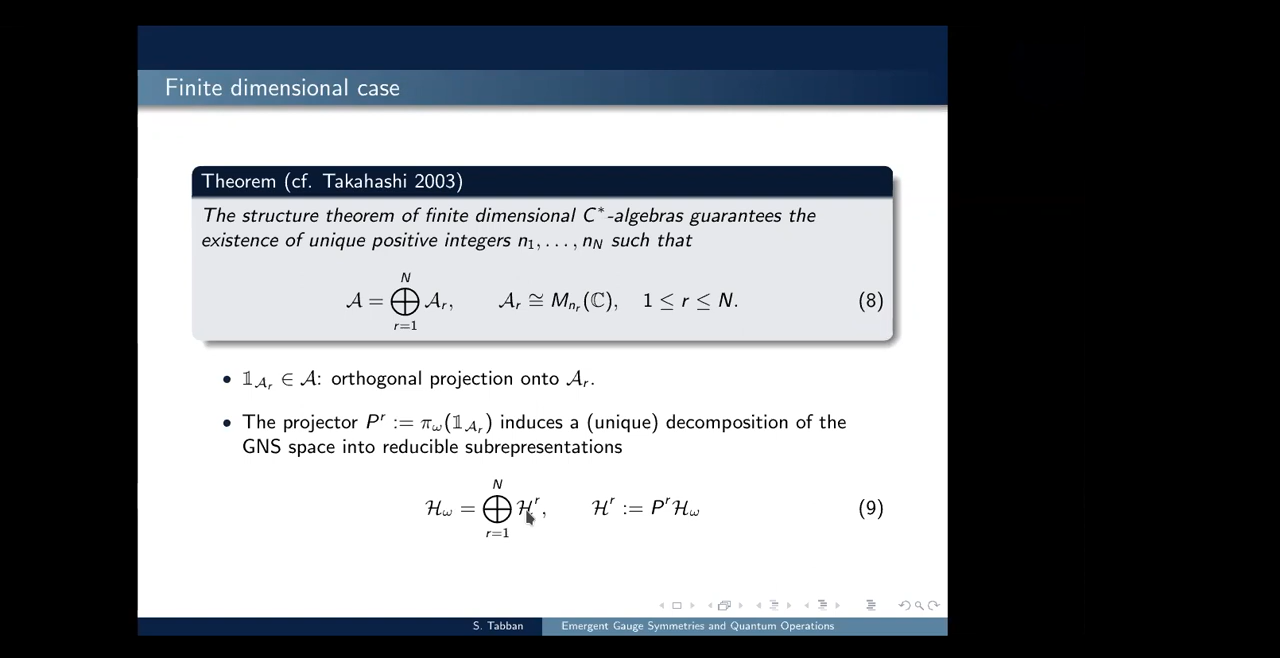 Finite dimensional case
Theorem (cf. Takahashi 2003)
The structure theorem of finite dimensional C*-algebras guarantees the
existence of unique positive integers n₁, . . . , n_N such that
𝒜 = ⨁_{r=1}^{N} 𝒜_r,   𝒜_r ≅ M_{n_r}(ℂ),   1 ≤ r ≤ N.   (8)
• 𝟙_{𝒜_r} ∈ 𝒜: orthogonal projection onto 𝒜_r.
• The projector P^r := π_ω(𝟙_{𝒜_r}) induces a (unique) decomposition of the
GNS space into reducible subrepresentations
ℋ_ω = ⨁_{r=1}^{N} ℋ^r,   ℋ^r := P^r ℋ_ω   (9)
S. Tabban Emergent Gauge Symmetries and Quantum Operations